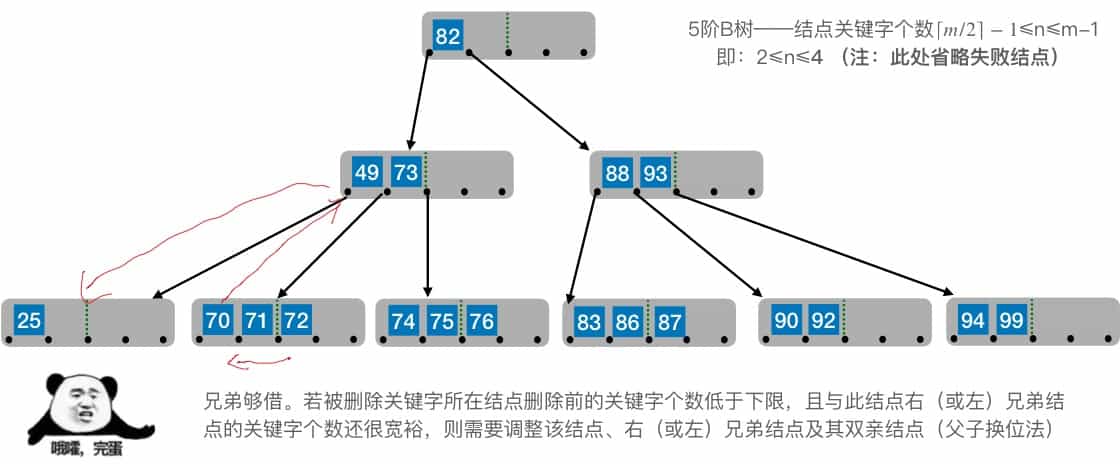 82
5阶B树——结点关键字个数⌈m/2⌉ − 1≤n≤m−1
即：2≤n≤4 （注：此处省略失败结点）
49 73
88 93
25
70 71 72
74 75 76
83 86 87
90 92
94 99
兄弟够借。若被删除关键字所在结点删除前的关键字个数低于下限，且与此结点右（或左）兄弟结
点的关键字个数还很宽裕，则需要调整该结点、右（或左）兄弟结点及其双亲结点（父子换位法）
哦嚯，完蛋